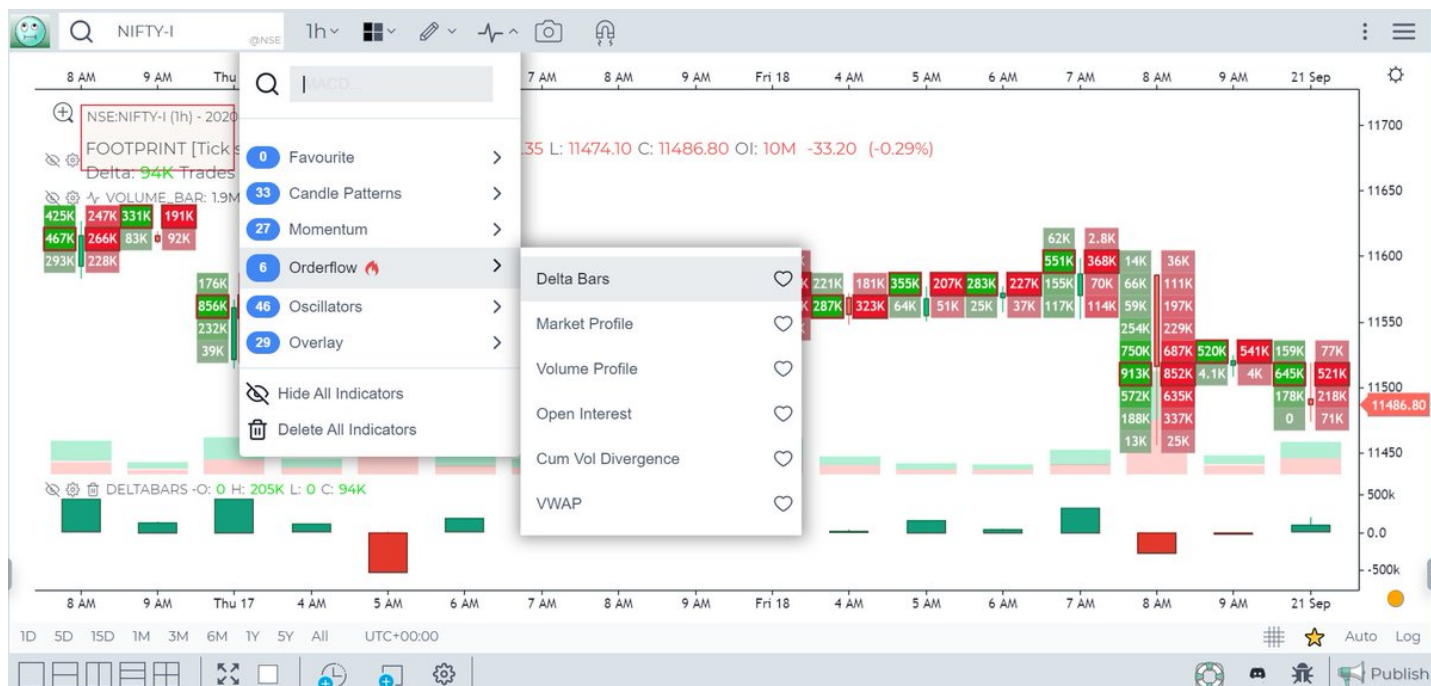 NIFTY-I @NSE 1h
8 AM 9 AM Thu 7 AM 8 AM 9 AM Fri 18 4 AM 5 AM 6 AM 7 AM 8 AM 9 AM 21 Sep
MACD...
NSE:NIFTY-I (1h) - 2020
FOOTPRINT [Tick s
.35 L: 11474.10 C: 11486.80 OI: 10M -33.20 (-0.29%)
Delta: 94K Trades
VOLUME_BAR: 1.9M
0 Favourite
33 Candle Patterns
27 Momentum
6 Orderflow
46 Oscillators
29 Overlay
Hide All Indicators
Delete All Indicators
Delta Bars
Market Profile
Volume Profile
Open Interest
Cum Vol Divergence
VWAP
425K 247K 331K 191K
467K 266K 83K 92K
293K 228K
176K
856K
232K
39K
221K 181K 355K 207K 283K 227K
287K 323K 64K 51K 25K 37K
62K 2.8K
551K 368K
155K 70K
117K 114K
14K 36K
66K 111K
59K 197K
254K 229K
750K 687K
913K 852K
572K 635K
188K 337K
13K 25K
520K 541K
4.1K 4K
159K 77K
645K 521K
178K 218K
0 71K
11700
11650
11600
11550
11500
11486.80
11450
DELTABARS -O: 0 H: 205K L: 0 C: 94K
500k
0.0
-500k
8 AM 9 AM Thu 17 4 AM 5 AM 6 AM 7 AM 8 AM 9 AM Fri 18 4 AM 5 AM 6 AM 7 AM 8 AM 9 AM 21 Sep
1D 5D 15D 1M 3M 6M 1Y 5Y All UTC+00:00 Auto Log
Publish